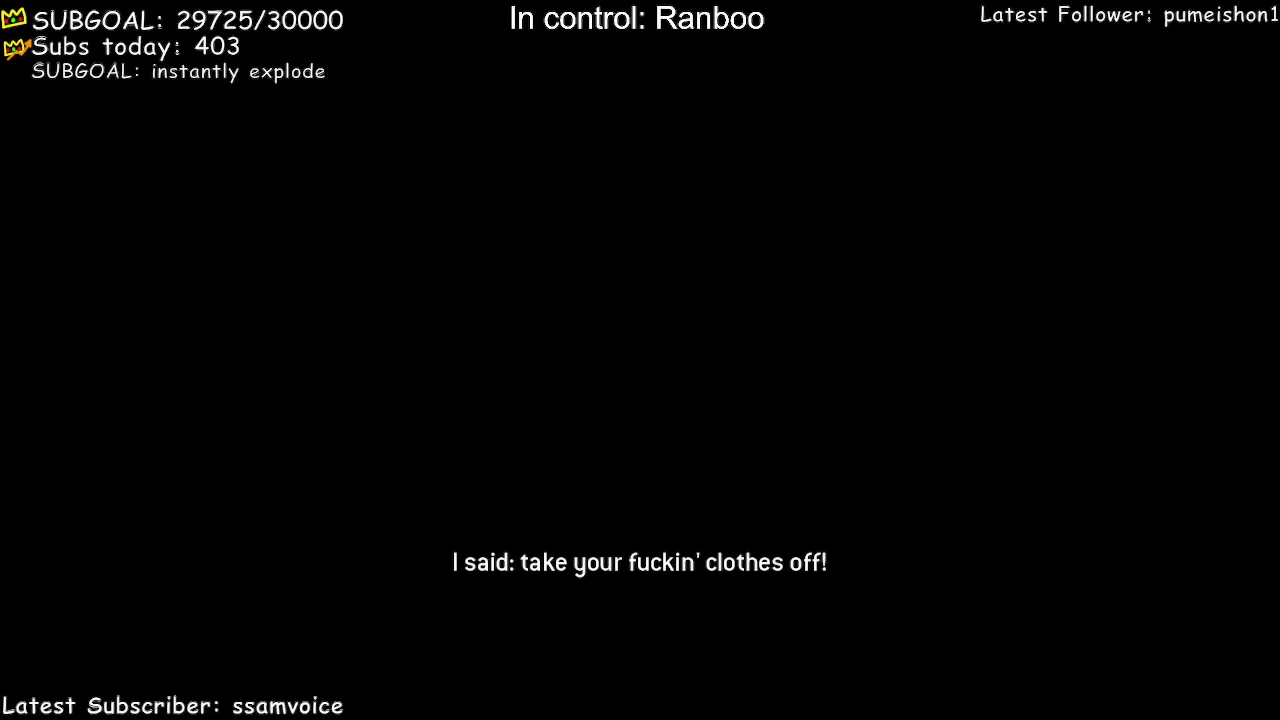 SUBGOAL: 29725/30000
In control: Ranboo
Latest Follower: pumeishon1
Subs today: 403
SUBGOAL: instantly explode
I said: take your fuckin' clothes off!
Latest Subscriber: ssamvoice